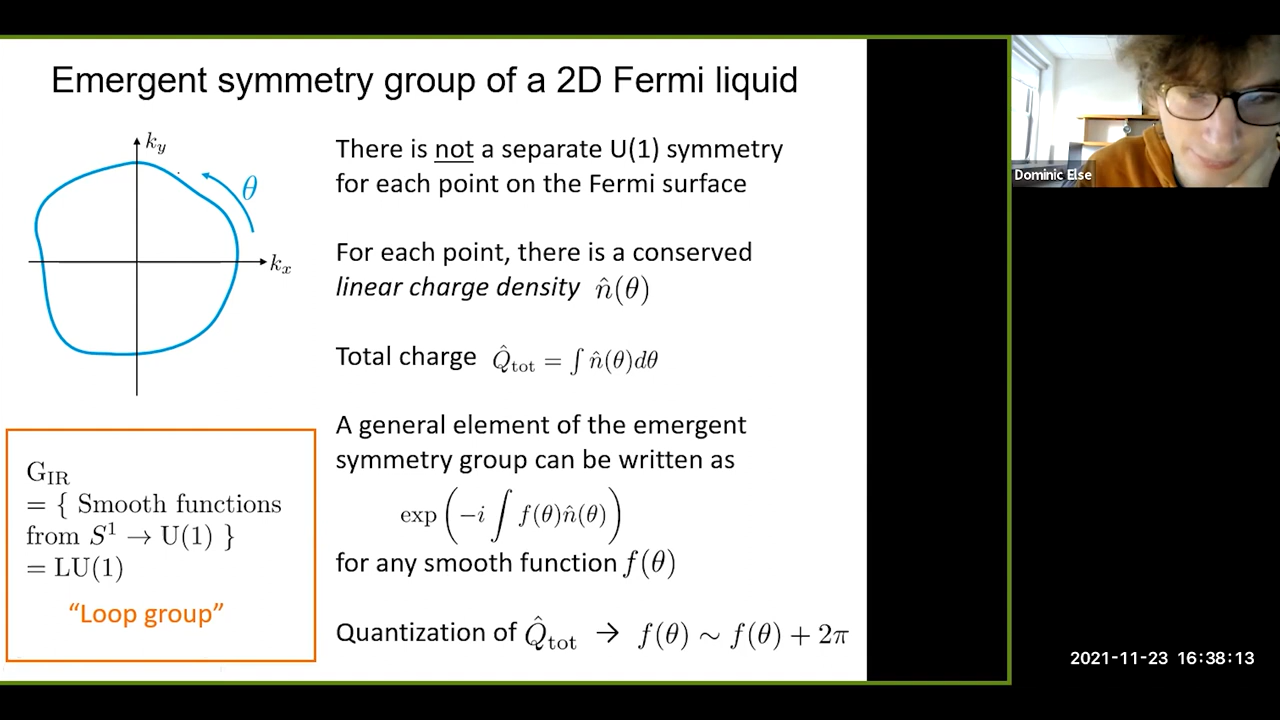 Emergent symmetry group of a 2D Fermi liquid
k_y
θ
k_x
There is not a separate U(1) symmetry
for each point on the Fermi surface
For each point, there is a conserved
linear charge density n̂(θ)
Total charge Q̂_tot = ∫ n̂(θ)dθ
A general element of the emergent
symmetry group can be written as
exp(−i ∫ f(θ)n̂(θ))
for any smooth function f(θ)
Quantization of Q̂_tot → f(θ) ∼ f(θ) + 2π
G_IR
= { Smooth functions
from S^1 → U(1) }
= LU(1)
“Loop group”
Dominic Else
2021-11-23 16:38:13